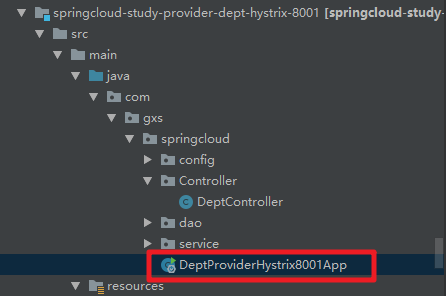 springcloud-study-provider-dept-hystrix-8001 [springcloud-study-
src
main
java
com
gxs
springcloud
config
Controller
DeptController
dao
service
DeptProviderHystrix8001App
resources